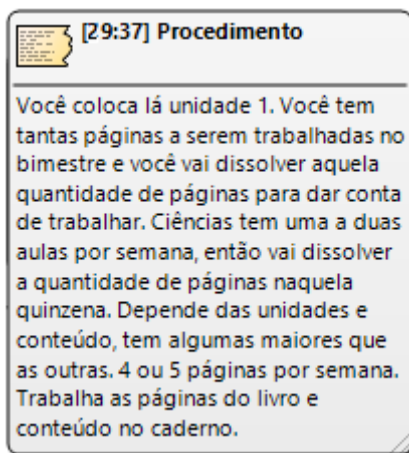 [29:37] Procedimento
Você coloca lá unidade 1. Você tem
tantas páginas a serem trabalhadas no
bimestre e você vai dissolver aquela
quantidade de páginas para dar conta
de trabalhar. Ciências tem uma a duas
aulas por semana, então vai dissolver
a quantidade de páginas naquela
quinzena. Depende das unidades e
conteúdo, tem algumas maiores que
as outras. 4 ou 5 páginas por semana.
Trabalha as páginas do livro e
conteúdo no caderno.